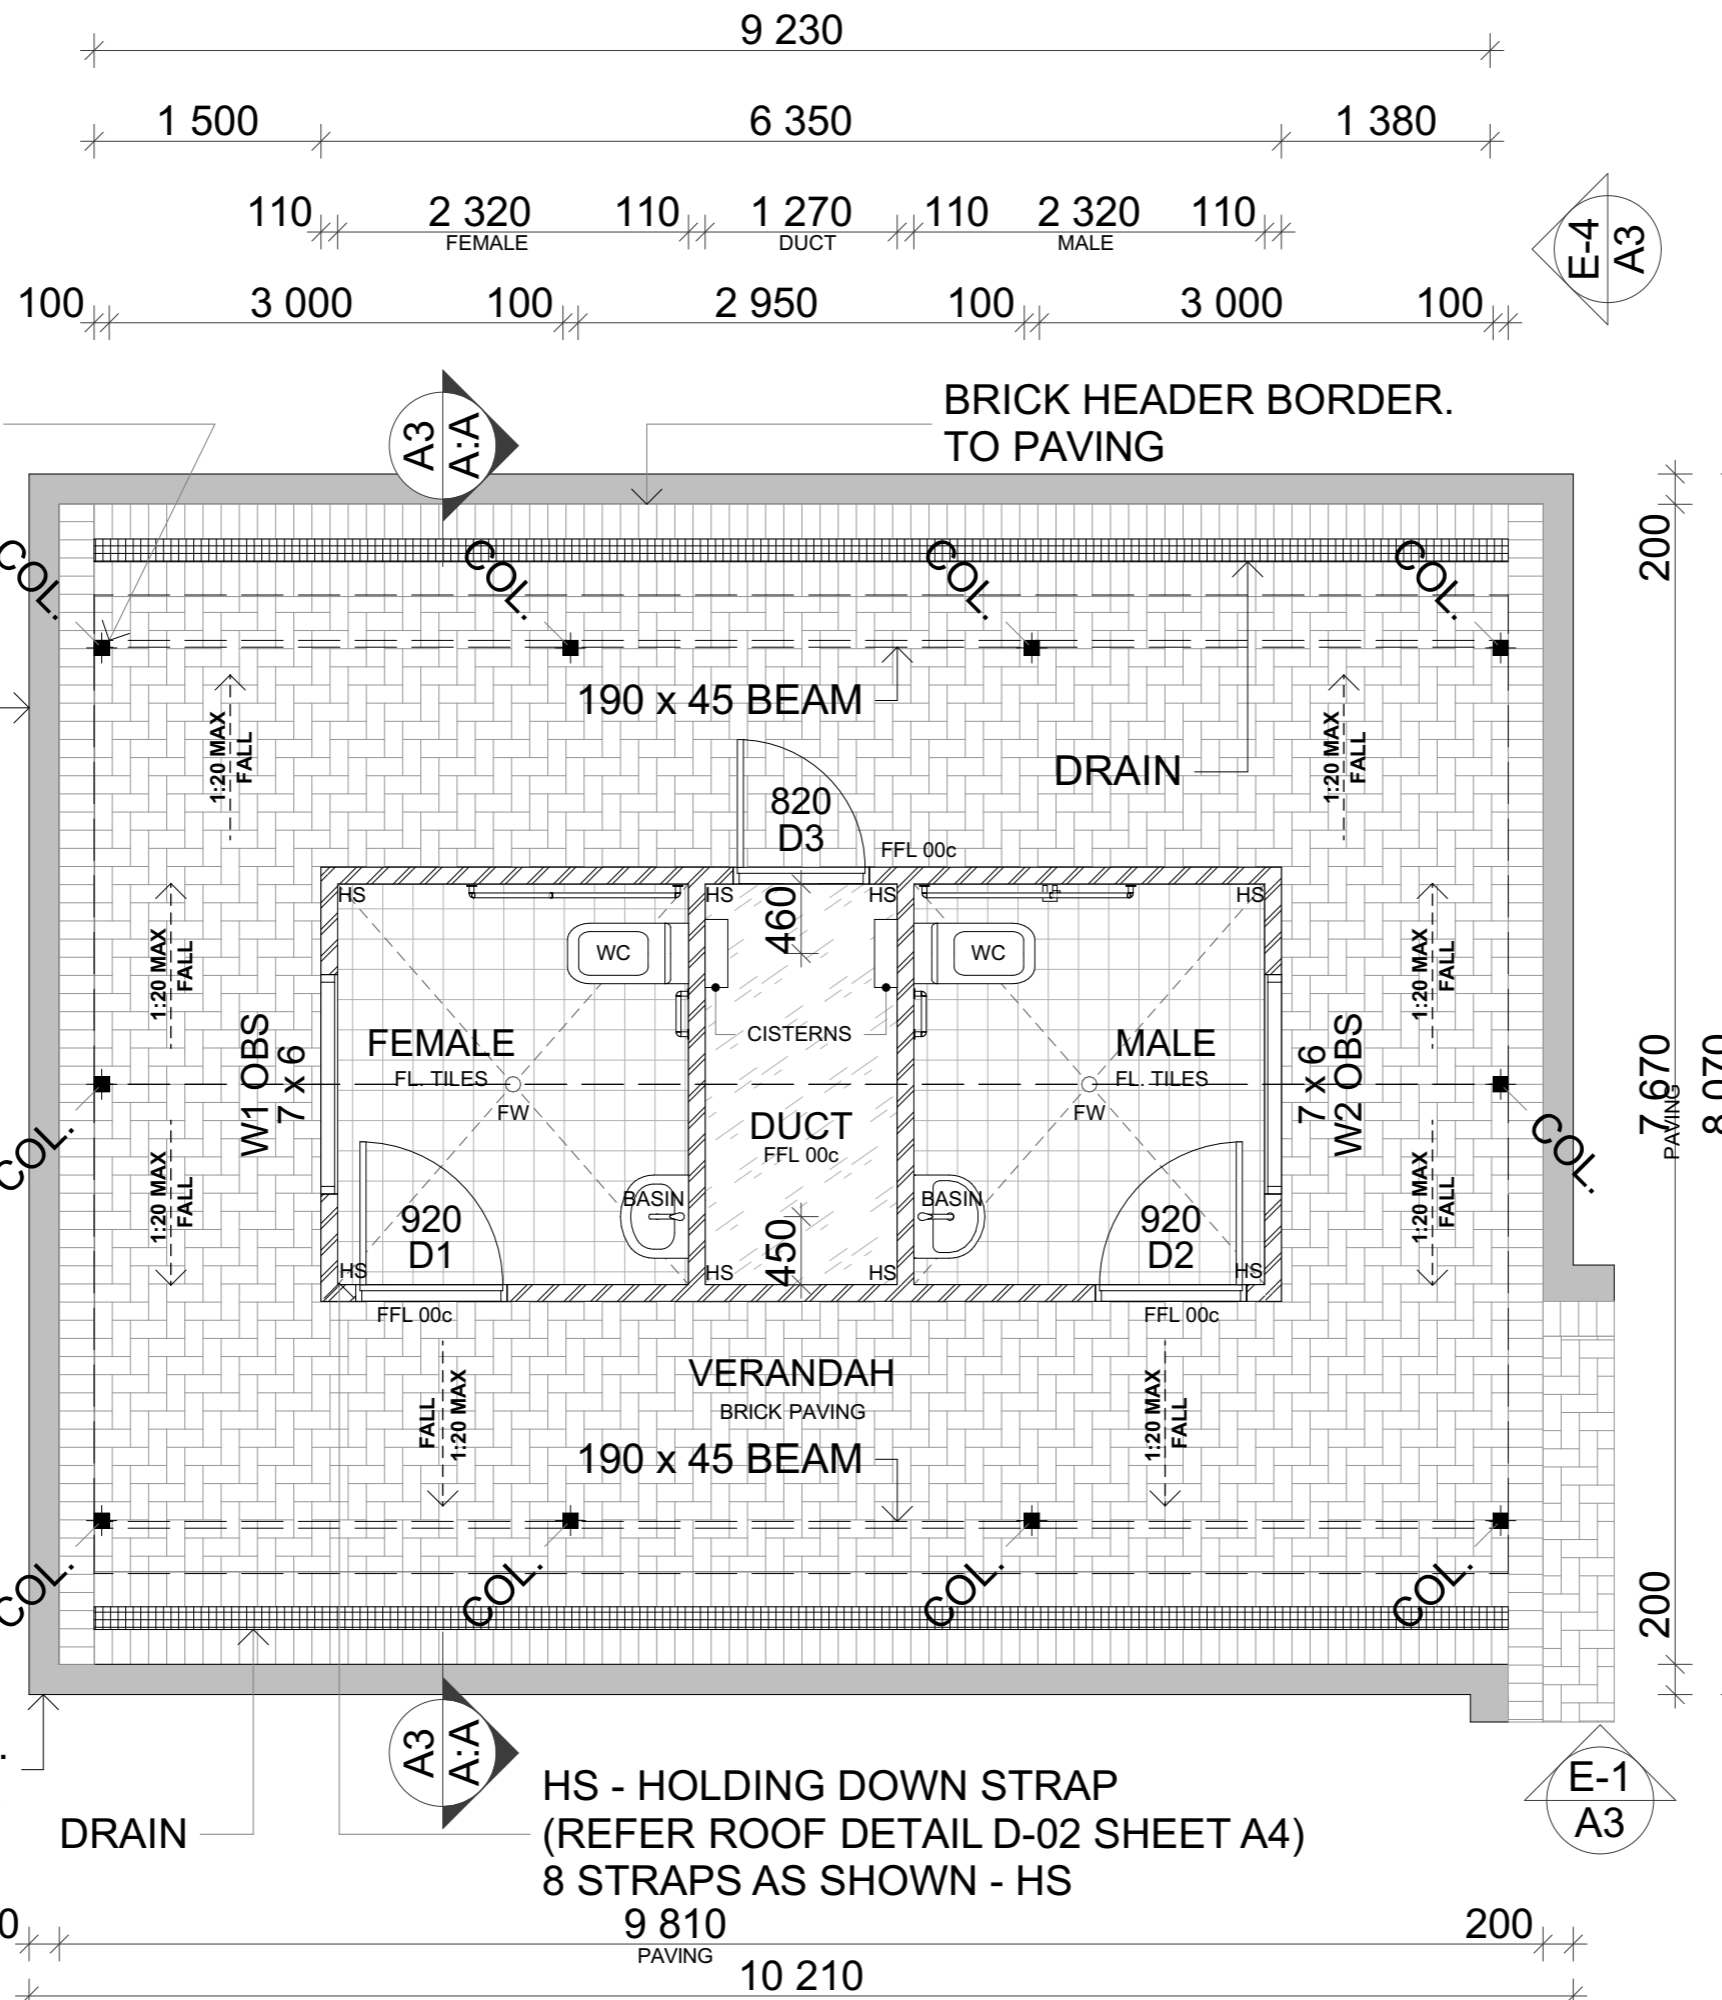 9 230
1 500 6 350 1 380
110 2 320 110 1 270 110 2 320 110
FEMALE DUCT MALE
100 3 000 100 2 950 100 3 000 100
E-4
A3
A3
A:A
BRICK HEADER BORDER.
TO PAVING
200
COL. COL. COL. COL.
190 x 45 BEAM
1:20 MAX
FALL
1:20 MAX
FALL
DRAIN
820
D3
FFL 00c
HS HS HS HS
460
WC WC
1:20 MAX
FALL
1:20 MAX
FALL
CISTERNS
W1 OBS
7 x 6
FEMALE
FL. TILES
FW
MALE
FL. TILES
FW
7 x 6
W2 OBS
7 670
PAVING
8 070
DUCT
FFL 00c
COL. COL.
1:20 MAX
FALL
1:20 MAX
FALL
BASIN BASIN
920
D1
450
920
D2
HS HS HS HS
FFL 00c FFL 00c
VERANDAH
BRICK PAVING
FALL
1:20 MAX
1:20 MAX
FALL
190 x 45 BEAM
COL. COL. COL. COL.
200
A3
A:A
E-1
A3
DRAIN
HS - HOLDING DOWN STRAP
(REFER ROOF DETAIL D-02 SHEET A4)
8 STRAPS AS SHOWN - HS
9 810 200
PAVING
10 210